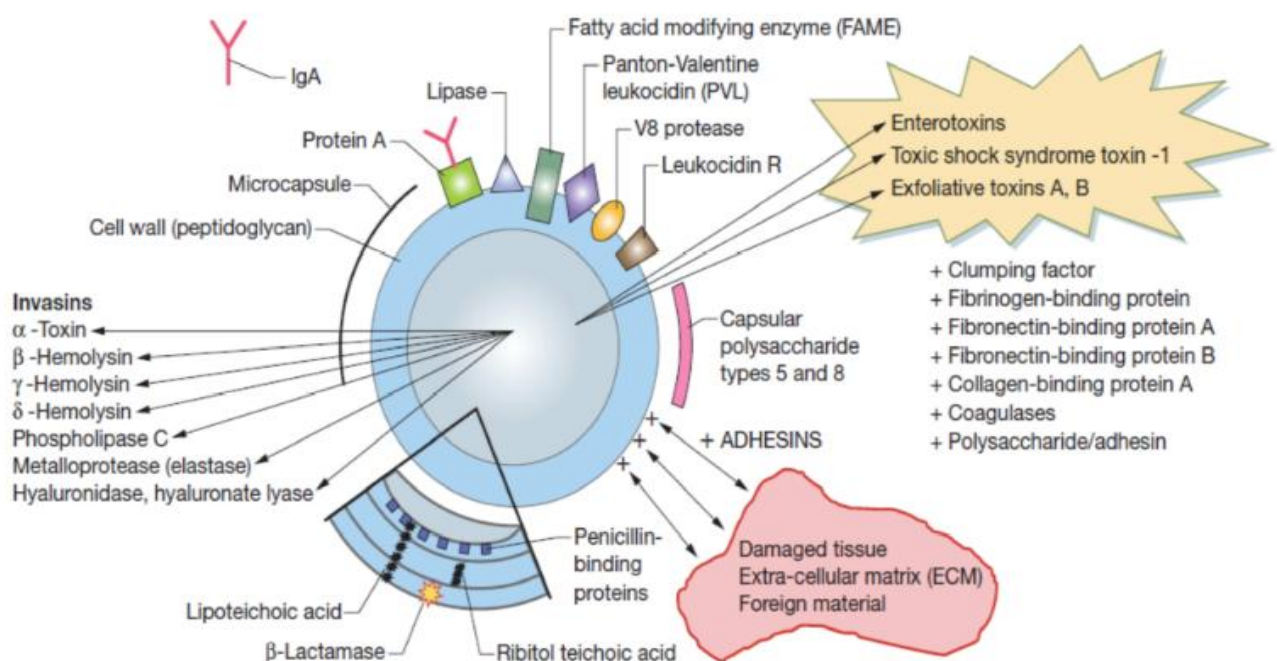 Fatty acid modifying enzyme (FAME)
IgA
Panton-Valentine
leukocidin (PVL)
Lipase
V8 protease
Protein A
Leukocidin R
Microcapsule
Cell wall (peptidoglycan)
Enterotoxins
Toxic shock syndrome toxin -1
Exfoliative toxins A, B
Invasins
α -Toxin
β -Hemolysin
γ -Hemolysin
δ -Hemolysin
Phospholipase C
Metalloprotease (elastase)
Hyaluronidase, hyaluronate lyase
Capsular
polysaccharide
types 5 and 8
+ Clumping factor
+ Fibrinogen-binding protein
+ Fibronectin-binding protein A
+ Fibronectin-binding protein B
+ Collagen-binding protein A
+ Coagulases
+ Polysaccharide/adhesin
+
+
+
+ ADHESINS
Penicillin-
binding
proteins
Damaged tissue
Extra-cellular matrix (ECM)
Foreign material
Lipoteichoic acid
β-Lactamase
Ribitol teichoic acid